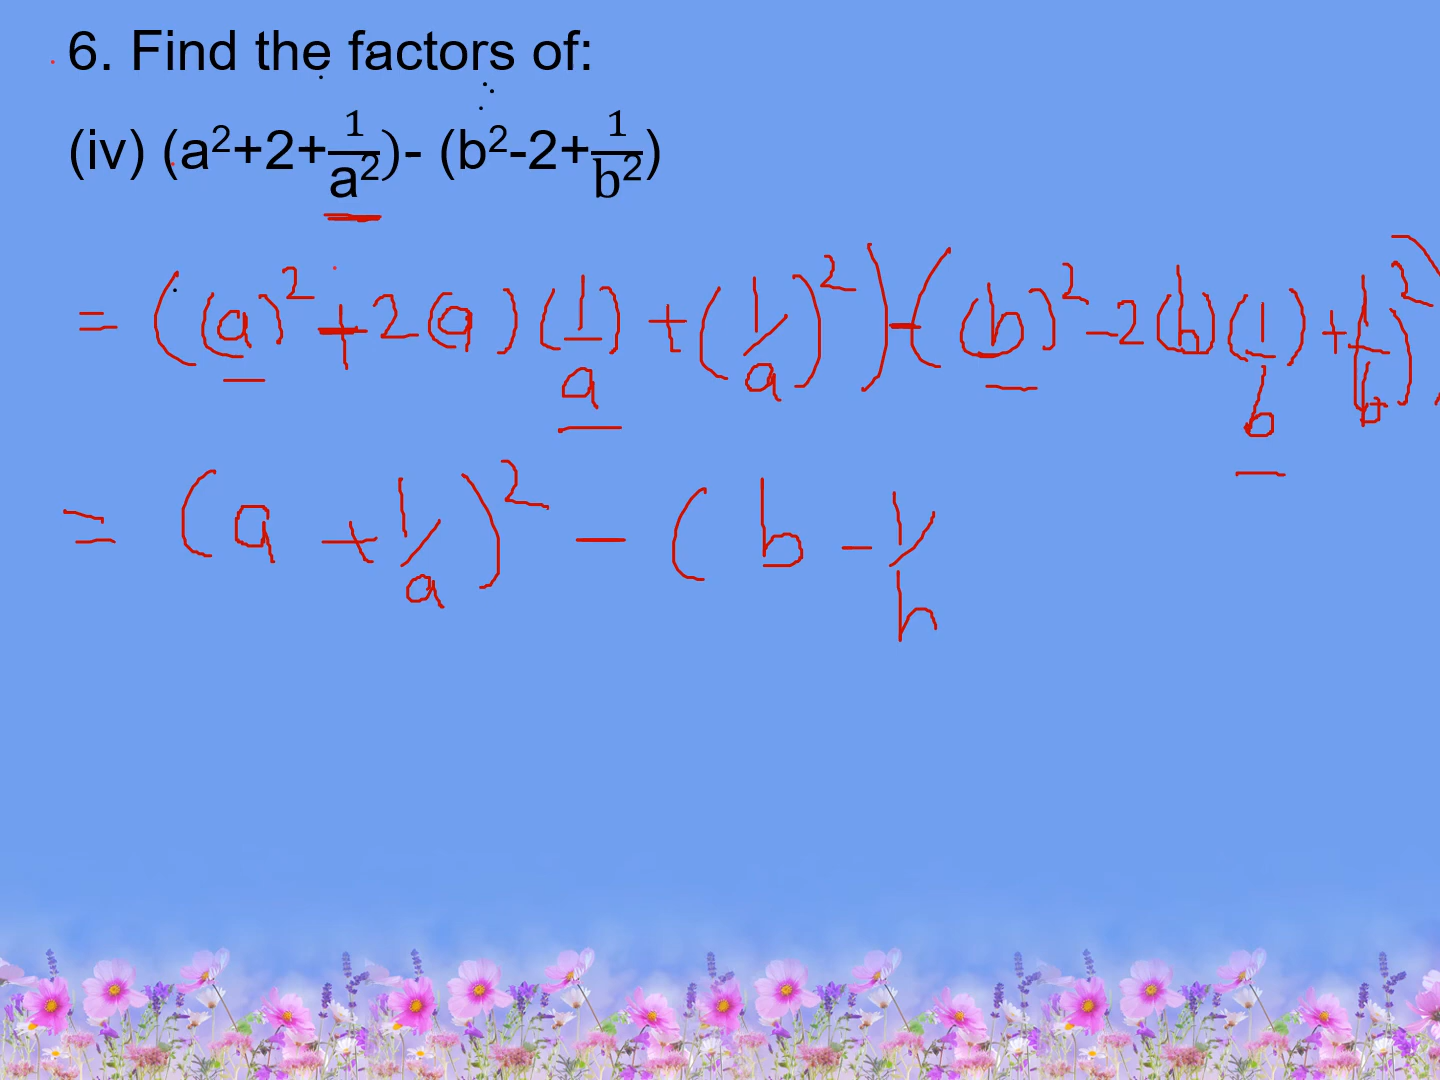 6. Find the factors of:
(iv) (a²+2+1/a²)- (b²-2+1/b²)
= ((a)²+2(a)(1/a)+(1/a)²)-((b)²-2(b)(1/b)+(1/b)²)
= (a+1/a)²-(b-1/b